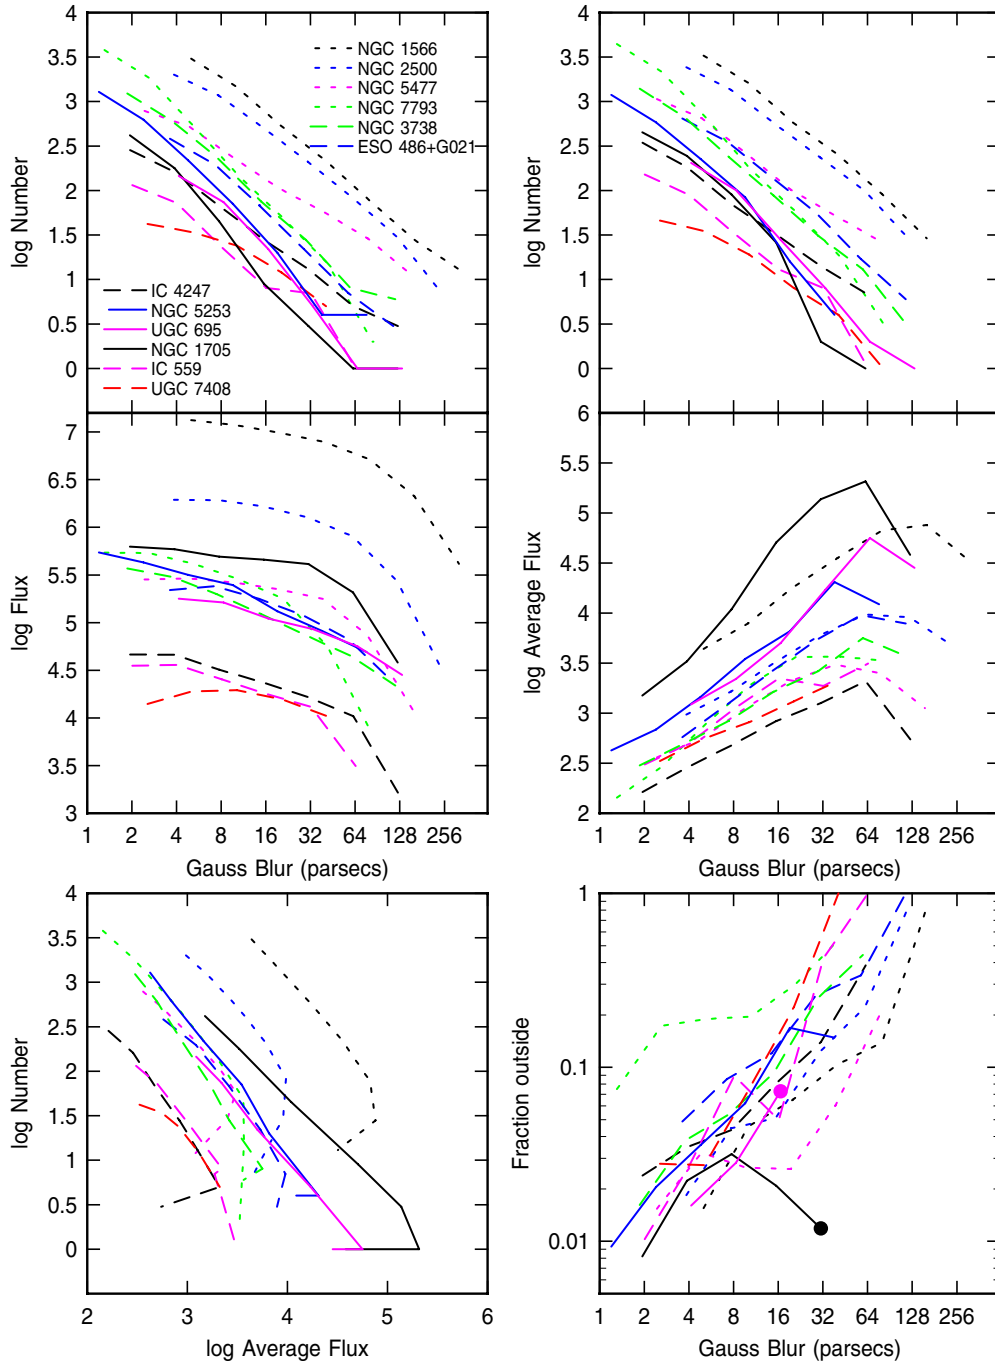 4
3.5
3
2.5
2
1.5
1
0.5
0
log Number
NGC 1566
NGC 2500
NGC 5477
NGC 7793
NGC 3738
ESO 486+G021
IC 4247
NGC 5253
UGC 695
NGC 1705
IC 559
UGC 7408
4
3.5
3
2.5
2
1.5
1
0.5
0
log Number
7
6.5
6
5.5
5
4.5
4
3.5
3
log Flux
1 2 4 8 16 32 64 128 256
Gauss Blur (parsecs)
6
5.5
5
4.5
4
3.5
3
2.5
2
log Average Flux
1 2 4 8 16 32 64 128 256
Gauss Blur (parsecs)
4
3.5
3
2.5
2
1.5
1
0.5
0
log Number
2 3 4 5 6
log Average Flux
1
0.1
0.01
Fraction outside
1 2 4 8 16 32 64 128 256
Gauss Blur (parsecs)